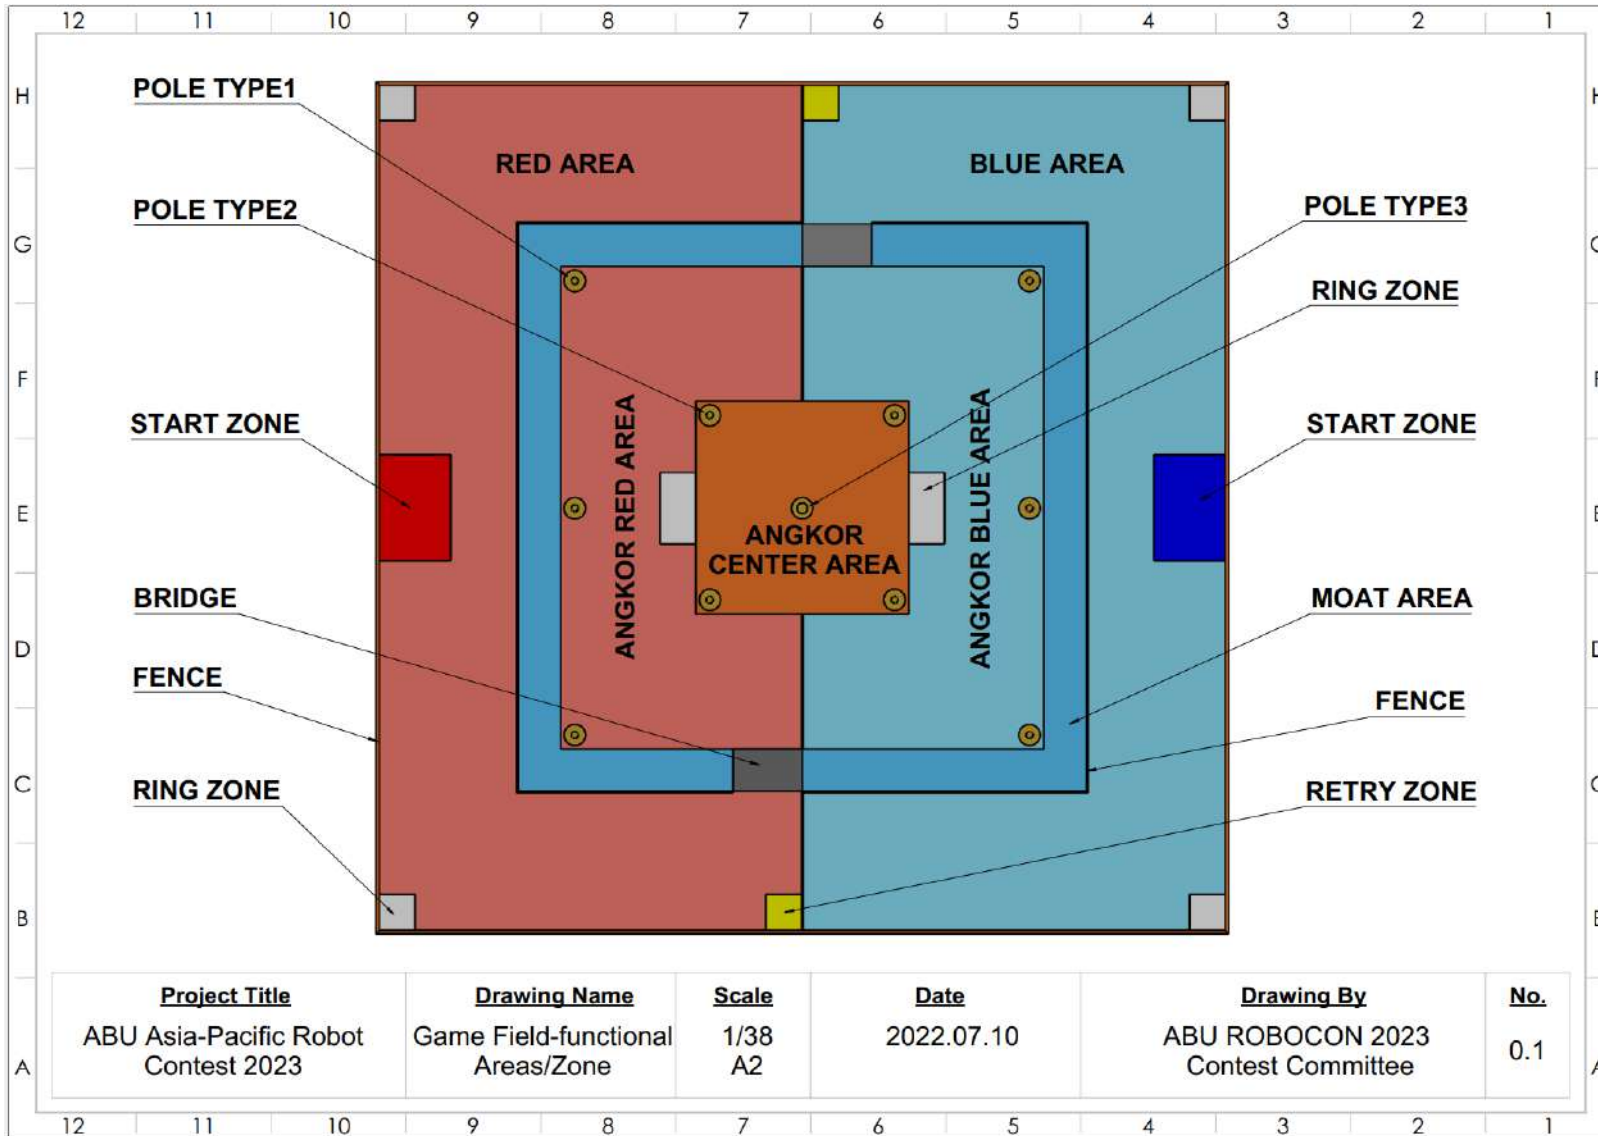 12 11 10 9 8 7 6 5 4 3 2 1
H
H
POLE TYPE1
RED AREA
BLUE AREA
POLE TYPE2
POLE TYPE3
G
RING ZONE
F
F
START ZONE
START ZONE
ANGKOR RED AREA
ANGKOR BLUE AREA
E
ANGKOR
CENTER AREA
BRIDGE
MOAT AREA
D
FENCE
FENCE
C
RING ZONE
RETRY ZONE
B
Project Title
ABU Asia-Pacific Robot
Contest 2023
Drawing Name
Game Field-functional
Areas/Zone
Scale
1/38
A2
Date
2022.07.10
Drawing By
ABU ROBOCON 2023
Contest Committee
No.
0.1
A
12 11 10 9 8 7 6 5 4 3 2 1